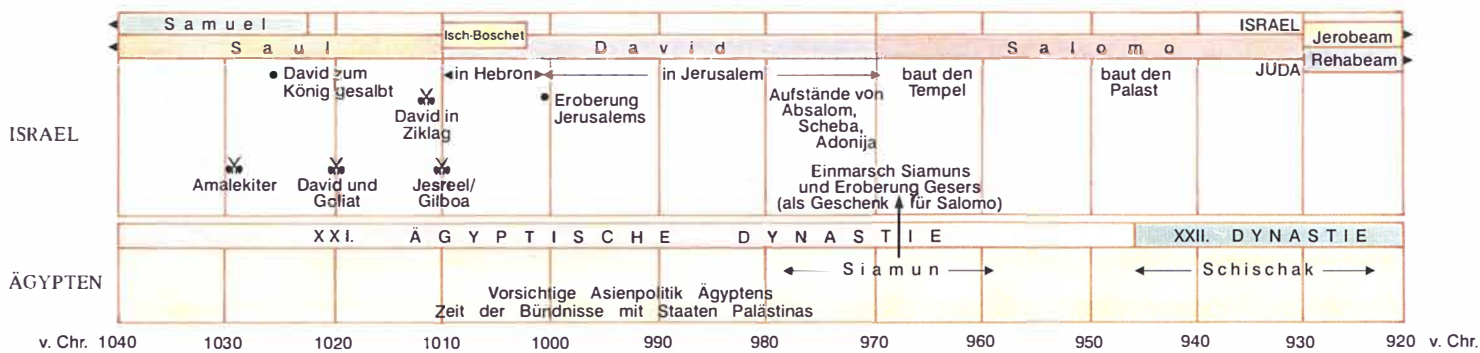 Samuel
Isch-Boschet
ISRAEL
Jerobeam
Saul
David
Salomo
JUDA
Rehabeam
ISRAEL
David zum
König gesalbt
in Hebron
in Jerusalem
baut den
Tempel
baut den
Palast
David in
Ziklag
Eroberung
Jerusalems
Aufstände von
Absalom,
Scheba,
Adonija
Amalekiter
David und
Goliat
Jesreel/
Gilboa
Einmarsch Siamuns
und Eroberung Gesers
(als Geschenk für Salomo)
ÄGYPTEN
XXI. ÄGYPTISCHE DYNASTIE
XXII. DYNASTIE
Siamun
Schischak
Vorsichtige Asienpolitik Ägyptens
Zeit der Bündnisse mit Staaten Palästinas
v. Chr. 1040 1030 1020 1010 1000 990 980 970 960 950 940 930 920 v. Chr.